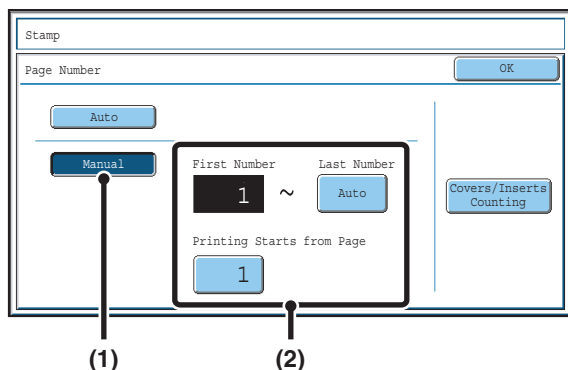 Stamp
Page Number
OK
Auto
Manual
First Number
Last Number
1
~
Auto
Covers/Inserts
Counting
Printing Starts from Page
1
(1)
(2)